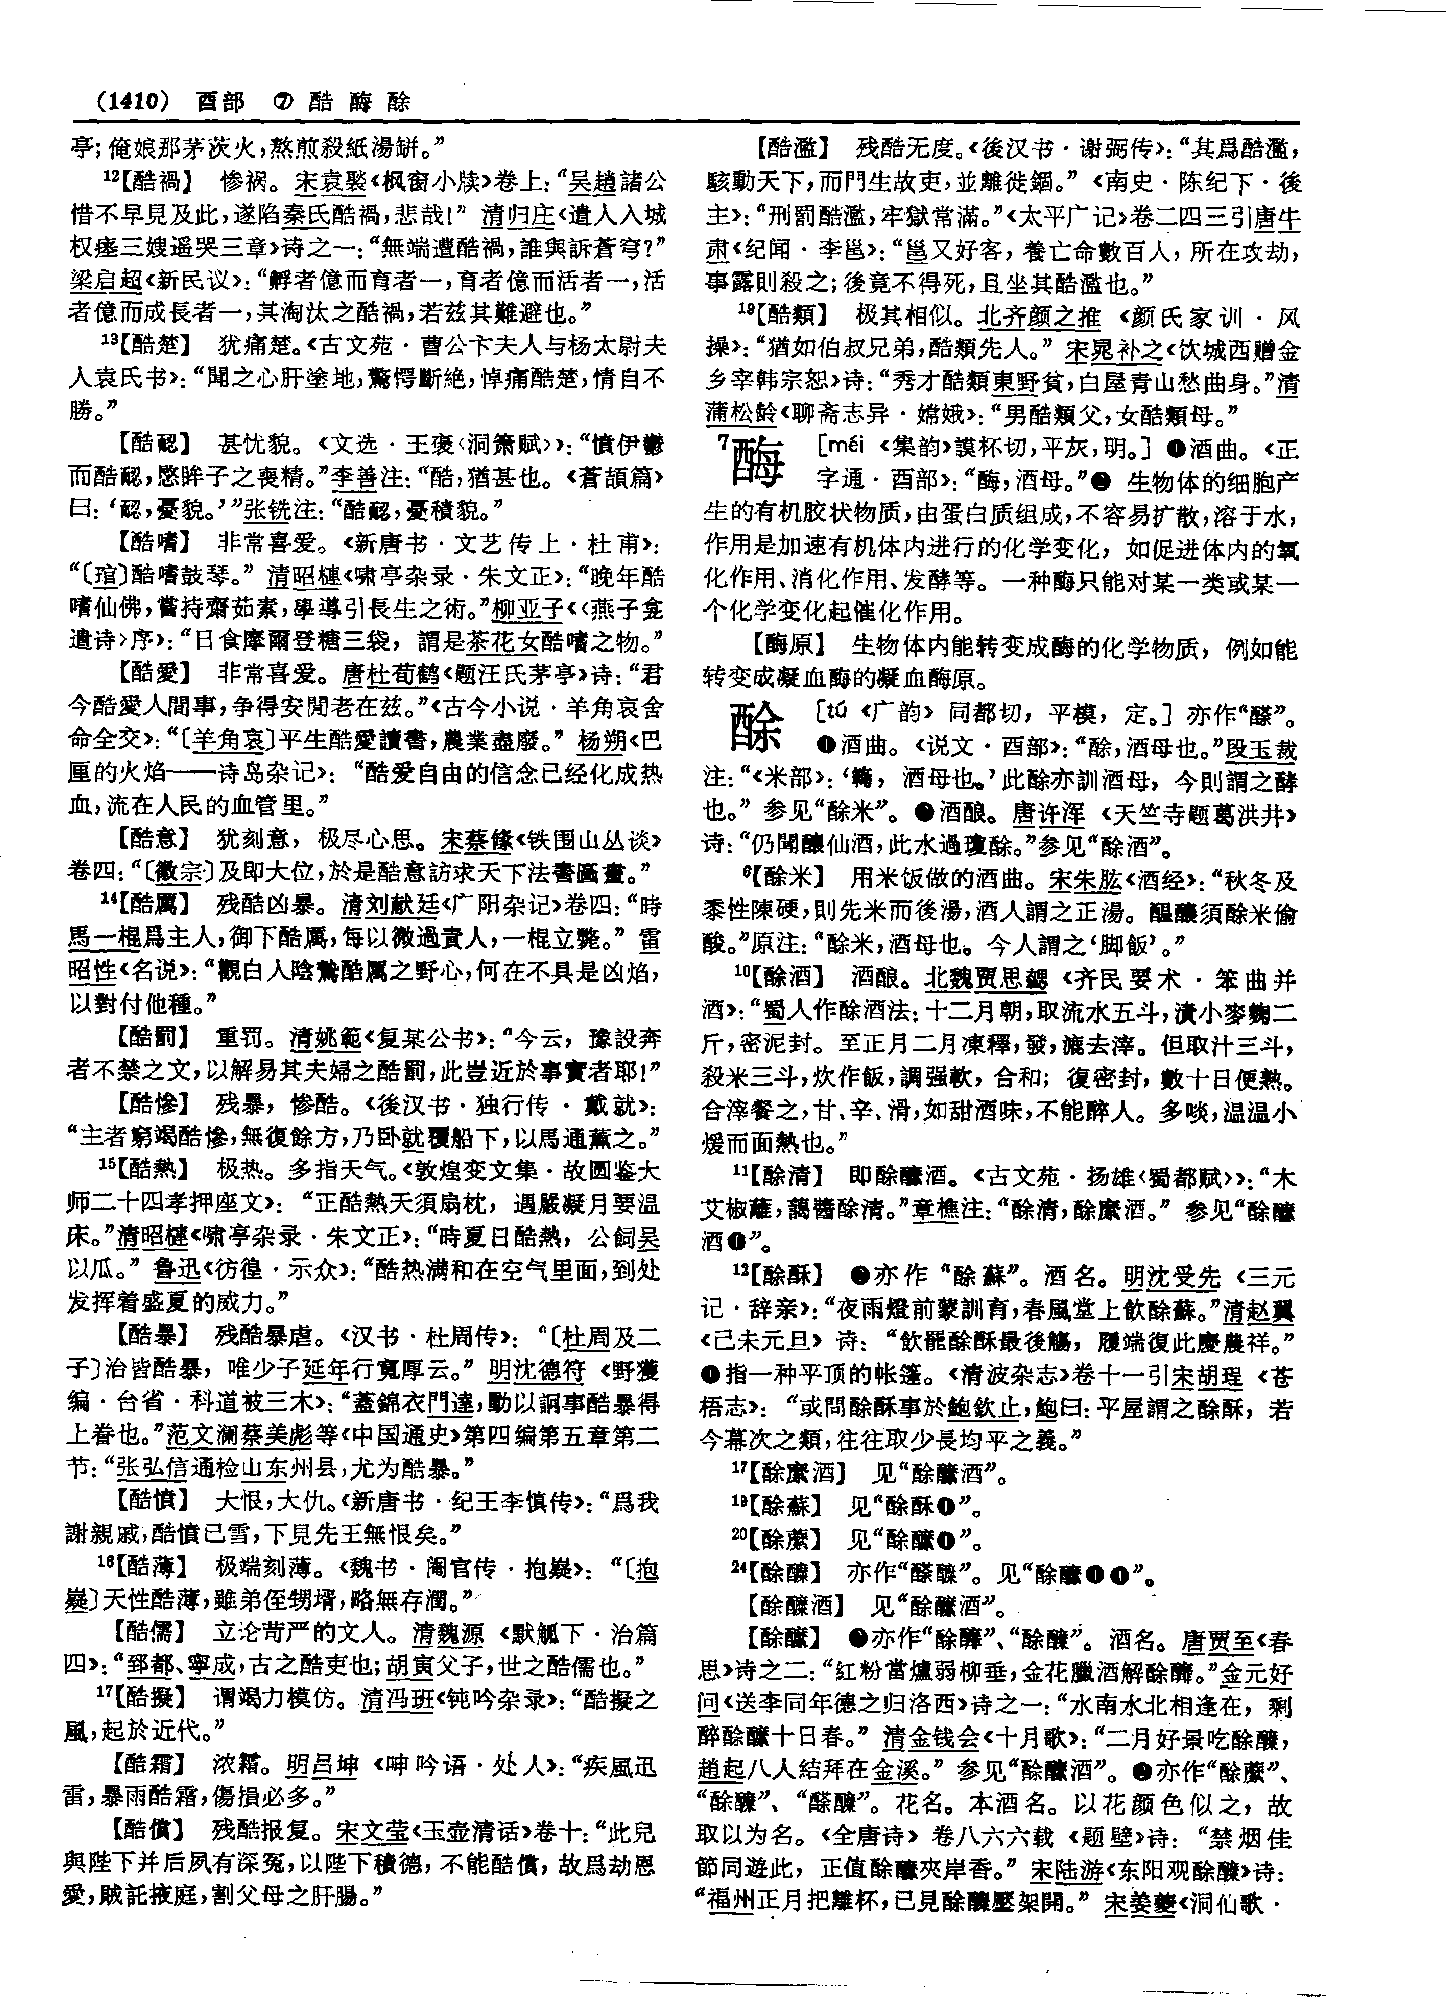 (1410) 酉部 ⑦ 酷 酶 酴
亭；俺娘那茅茨火，熬煎殺紙湯缾。”
12【酷禍】 惨祸。宋袁褧《枫窗小牍》卷上：“吴趙諸公
惜不早見及此，遂陷秦氏酷禍，悲哉！” 清归庄《遣人入城
权瘗三嫂遥哭三章》诗之一：“無端遭酷禍，誰與訴蒼穹？”
梁启超《新民议》：“孵者億而育者一，育者億而活者一，活
者億而成長者一，其淘汰之酷禍，若兹其難避也。”
13【酷楚】 犹痛楚。《古文苑·曹公卞夫人与杨太尉夫
人袁氏书》：“聞之心肝塗地，驚愕斷絶，悼痛酷楚，情自不
勝。”
【酷㥾】 甚忧貌。《文选·王褒〈洞箫赋〉》：“憤伊鬱
而酷㥾，愍眸子之喪精。”李善注：“酷，猶甚也。《蒼頡篇》
曰：‘㥾，憂貌。’”张铣注：“酷㥾，憂積貌。”
【酷嗜】 非常喜爱。《新唐书·文艺传上·杜甫》：
“〔琯〕酷嗜鼓琴。” 清昭槤《啸亭杂录·朱文正》：“晚年酷
嗜仙佛，嘗持齋茹素，學導引長生之術。”柳亚子《〈燕子龛
遗诗〉序》：“日食摩爾登糖三袋，謂是茶花女酷嗜之物。”
【酷愛】 非常喜爱。唐杜荀鹤《题汪氏茅亭》诗：“君
今酷愛人間事，争得安閒老在兹。”《古今小说·羊角哀舍
命全交》：“〔羊角哀〕平生酷愛讀書，農業盡廢。” 杨朔《巴
厘的火焰——诗岛杂记》：“酷爱自由的信念已经化成热
血，流在人民的血管里。”
【酷意】 犹刻意，极尽心思。宋蔡絛《铁围山丛谈》
卷四：“〔徽宗〕及即大位，於是酷意訪求天下法書圖畫。”
14【酷厲】 残酷凶暴。清刘献廷《广阳杂记》卷四：“時
馬一棍爲主人，御下酷厲，每以微過責人，一棍立斃。” 雷
昭性《名说》：“觀白人陰鷙酷厲之野心，何在不具是凶焰，
以對付他種。”
【酷罰】 重罚。清姚範《复某公书》：“今云，豫設奔
者不禁之文，以解易其夫婦之酷罰，此豈近於事實者耶！”
【酷慘】 残暴，惨酷。《後汉书·独行传·戴就》：
“主者窮竭酷慘，無復餘方，乃卧就覆船下，以馬通薰之。”
15【酷熱】 极热。多指天气。《敦煌变文集·故圆鉴大
师二十四孝押座文》：“正酷熱天須扇枕，遇嚴凝月要温
床。”清昭槤《啸亭杂录·朱文正》：“時夏日酷熱，公飼吴
以瓜。” 鲁迅《彷徨·示众》：“酷热满和在空气里面，到处
发挥着盛夏的威力。”
【酷暴】 残酷暴虐。《汉书·杜周传》：“〔杜周及二
子〕治皆酷暴，唯少子延年行寬厚云。” 明沈德符《野獲
编·台省·科道被三木》：“蓋錦衣門達，動以詗事酷暴得
上眷也。”范文澜蔡美彪等《中国通史》第四编第五章第二
节：“张弘信通检山东州县，尤为酷暴。”
【酷憤】 大恨，大仇。《新唐书·纪王李慎传》：“爲我
謝親戚，酷憤已雪，下見先王無恨矣。”
16【酷薄】 极端刻薄。《魏书·阉官传·抱嶷》：“〔抱
嶷〕天性酷薄，雖弟侄甥壻，略無存潤。”
【酷儒】 立论苛严的文人。清魏源《默觚下·治篇
四》：“郅都、寧成，古之酷吏也；胡寅父子，世之酷儒也。”
17【酷擬】 谓竭力模仿。清冯班《钝吟杂录》：“酷擬之
風，起於近代。”
【酷霜】 浓霜。明吕坤《呻吟语·处人》：“疾風迅
雷，暴雨酷霜，傷損必多。”
【酷償】 残酷报复。宋文莹《玉壶清话》卷十：“此兒
與陛下并后夙有深冤，以陛下積德，不能酷償，故爲劫恩
愛，賊託掖庭，割父母之肝腸。”
【酷濫】 残酷无度。《後汉书·谢弼传》：“其爲酷濫，
駭動天下，而門生故吏，並離徙錮。” 《南史·陈纪下·後
主》：“刑罰酷濫，牢獄常滿。”《太平广记》卷二四三引唐牛
肃《纪闻·李邕》：“邕又好客，養亡命數百人，所在攻劫，
事露則殺之；後竟不得死，且坐其酷濫也。”
19【酷類】 极其相似。北齐颜之推《颜氏家训·风
操》：“猶如伯叔兄弟，酷類先人。” 宋晁补之《饮城西赠金
乡宰韩宗恕》诗：“秀才酷類東野貧，白屋青山愁曲身。”清
蒲松龄《聊斋志异·嫦娥》：“男酷類父，女酷類母。”
7酶 [méi 《集韵》謨杯切，平灰，明。] ❶酒曲。《正
字通·酉部》：“酶，酒母。”❷ 生物体的细胞产
生的有机胶状物质，由蛋白质组成，不容易扩散，溶于水，
作用是加速有机体内进行的化学变化，如促进体内的氧
化作用、消化作用、发酵等。一种酶只能对某一类或某一
个化学变化起催化作用。
【酶原】 生物体内能转变成酶的化学物质，例如能
转变成凝血酶的凝血酶原。
酴 [tú 《广韵》同都切，平模，定。] 亦作“醾”。
❶酒曲。《说文·酉部》：“酴，酒母也。”段玉裁
注：“《米部》：‘䴷，酒母也。’此酴亦訓酒母，今則謂之酵
也。” 参见“酴米”。❷酒酿。唐许浑《天竺寺题葛洪井》
诗：“仍聞釀仙酒，此水過瓊酴。”参见“酴酒”。
6【酴米】 用米饭做的酒曲。宋朱肱《酒经》：“秋冬及
黍性陳硬，則先米而後湯，酒人謂之正湯。醖釀須酴米偷
酸。”原注：“酴米，酒母也。今人謂之‘脚飯’。”
10【酴酒】 酒酿。北魏贾思勰《齐民要术·笨曲并
酒》：“蜀人作酴酒法：十二月朝，取流水五斗，漬小麥麴二
斤，密泥封。至正月二月凍釋，發，漉去滓。但取汁三斗，
殺米三斗，炊作飯，調强軟，合和；復密封，數十日便熟。
合滓餐之，甘、辛、滑，如甜酒味，不能醉人。多啖，温温小
煖而面熱也。”
11【酴清】 即酴醿酒。《古文苑·扬雄〈蜀都赋〉》：“木
艾椒蘺，藹醬酴清。”章樵注：“酴清，酴縻酒。” 参见“酴醿
酒❶”。
12【酴酥】 ❶亦作“酴蘇”。酒名。明沈受先《三元
记·辞亲》：“夜雨燈前蒙訓育，春風堂上飲酴蘇。”清赵翼
《己未元旦》诗：“飲罷酴酥最後觴，履端復此慶農祥。”
❷指一种平顶的帐篷。《清波杂志》卷十一引宋胡珵《苍
梧志》：“或問酴酥事於鮑欽止，鮑曰：平屋謂之酴酥，若
今幕次之類，往往取少長均平之義。”
17【酴縻酒】 见“酴醿酒”。
19【酴蘇】 见“酴酥❶”。
20【酴蘼】 见“酴醿❶”。
24【酴醾】 亦作“醾醾”。见“酴醿❶❷”。
【酴醾酒】 见“酴醿酒”。
【酴醿】 ❶亦作“酴醾”、“酴釄”。酒名。唐贾至《春
思》诗之二：“紅粉當壚弱柳垂，金花臘酒解酴醾。”金元好
问《送李同年德之归洛西》诗之一：“水南水北相逢在，剩
醉酴醿十日春。” 清金钱会《十月歌》：“二月好景吃酴醿，
趙起八人结拜在金溪。” 参见“酴醿酒”。❷亦作“酴蘼”、
“酴醾”、“醾醾”。花名。本酒名。以花颜色似之，故
取以为名。《全唐诗》卷八六六载《题壁》诗：“禁烟佳
節同遊此，正值酴醿夾岸香。” 宋陆游《东阳观酴醿》诗：
“福州正月把離杯，已見酴醿壓架開。” 宋姜夔《洞仙歌·